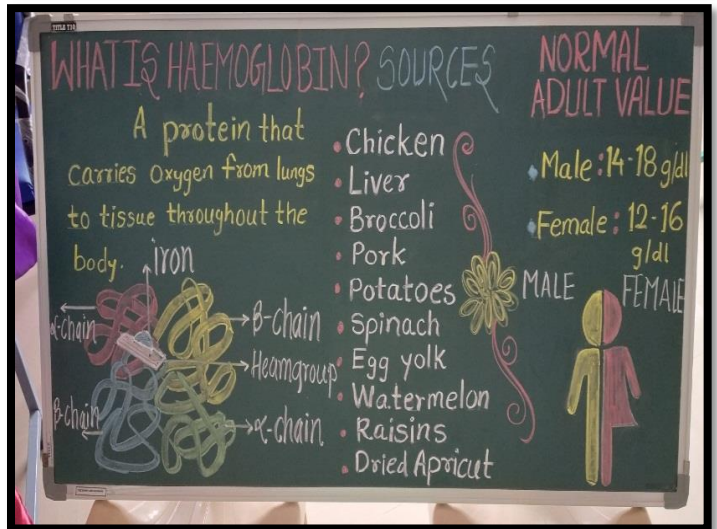 WHAT IS HAEMOGLOBIN?
A protein that
carries oxygen from lungs
to tissue throughout the
body.
iron
α-chain
β-chain
Heamgroup
β-chain
α-chain
SOURCES
Chicken
Liver
Broccoli
Pork
Potatoes
Spinach
Egg yolk
Watermelon
Raisins
Dried Apricut
NORMAL
ADULT VALUE
Male : 14-18 g/dl
Female : 12-16
g/dl
MALE FEMALE